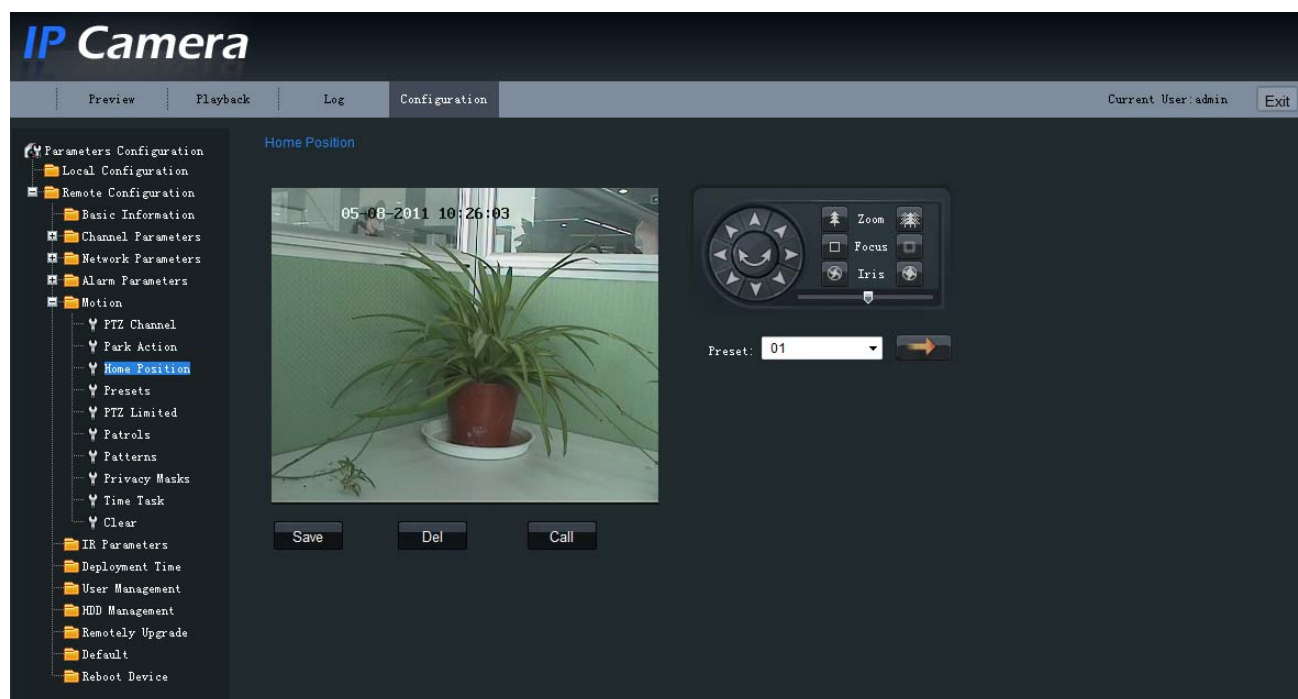 IP Camera
Preview Playback Log Configuration Current User:admin Exit
Parameters Configuration
Local Configuration
Remote Configuration
Basic Information
Channel Parameters
Network Parameters
Alarm Parameters
Motion
PTZ Channel
Park Action
Home Position
Presets
PTZ Limited
Patrols
Patterns
Privacy Masks
Time Task
Clear
IR Parameters
Deployment Time
User Management
HDD Management
Remotely Upgrade
Default
Reboot Device
Home Position
05-08-2011 10:26:03
Save Del Call
Zoom
Focus
Iris
Preset: 01